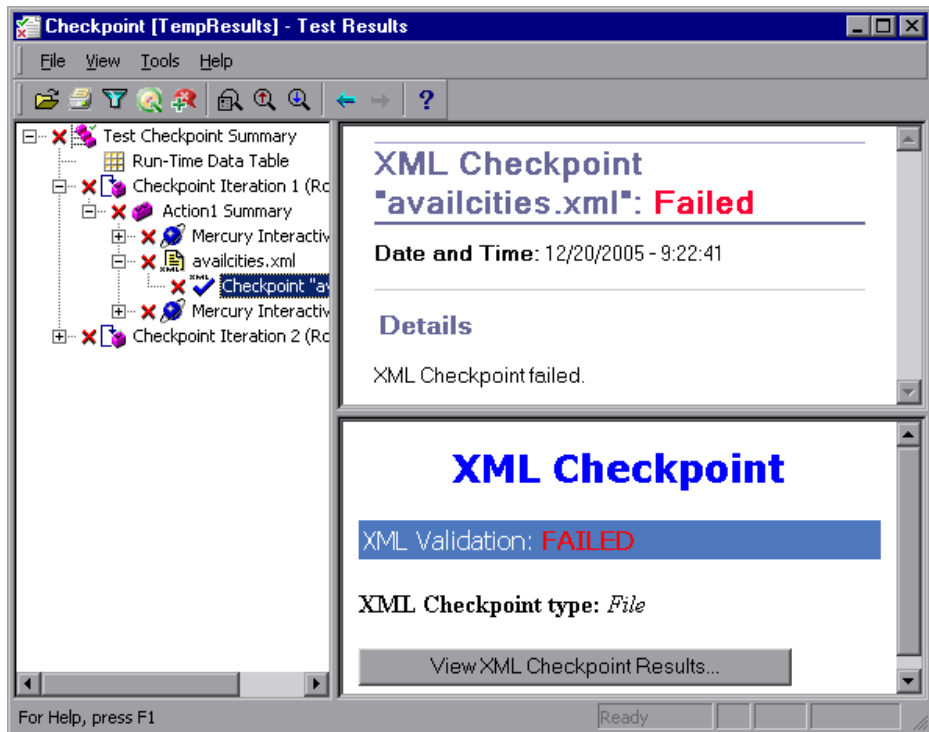 Checkpoint [TempResults] - Test Results
File View Tools Help
?
Test Checkpoint Summary
Run-Time Data Table
Checkpoint Iteration 1 (Ro
Action1 Summary
Mercury Interactiv
XML availcities.xml
XML Checkpoint "av
Mercury Interactiv
Checkpoint Iteration 2 (Ro
XML Checkpoint
"availcities.xml": Failed
Date and Time: 12/20/2005 - 9:22:41
Details
XML Checkpoint failed.
XML Checkpoint
XML Validation: FAILED
XML Checkpoint type: File
View XML Checkpoint Results...
For Help, press F1
Ready